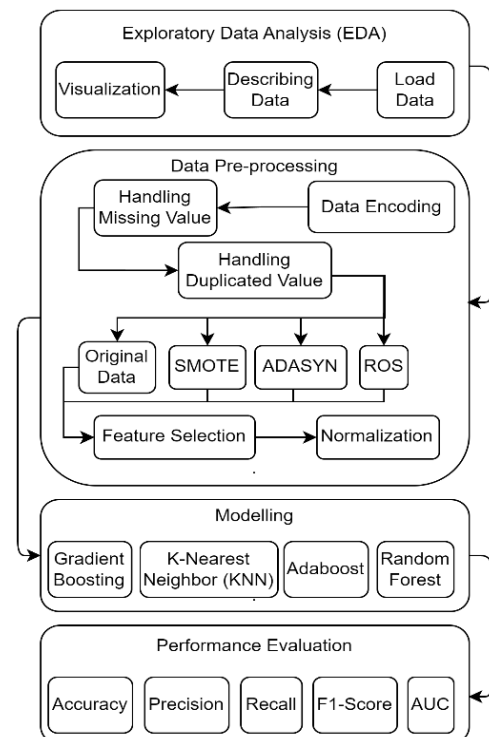 Exploratory Data Analysis (EDA)
Visualization
Describing
Data
Load
Data
Data Pre-processing
Handling
Missing Value
Data Encoding
Handling
Duplicated Value
Original
Data
SMOTE
ADASYN
ROS
Feature Selection
Normalization
.
Modelling
Gradient
Boosting
K-Nearest
Neighbor (KNN)
Adaboost
Random
Forest
.
Performance Evaluation
Accuracy
Precision
Recall
F1-Score
AUC